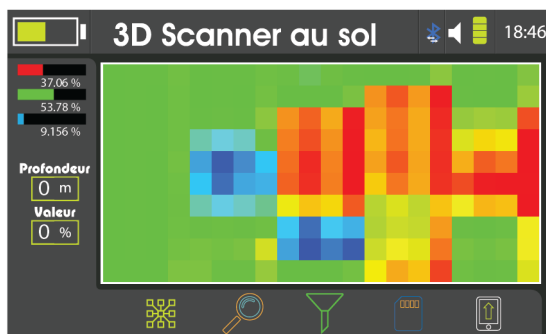 3D Scanner au sol
18:46
37.06 %
53.78 %
9.156 %
Profondeur
0 m
Valeur
0 %